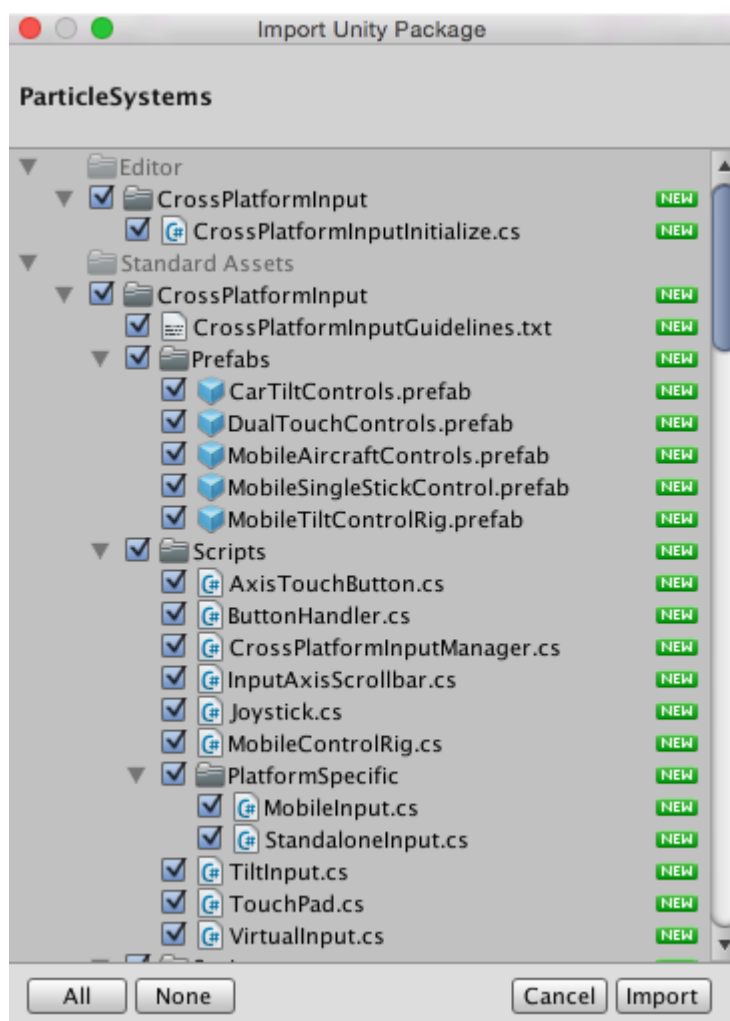 Import Unity Package
ParticleSystems
Editor
CrossPlatformInput NEW
CrossPlatformInputInitialize.cs NEW
Standard Assets
CrossPlatformInput NEW
CrossPlatformInputGuidelines.txt NEW
Prefabs NEW
CarTiltControls.prefab NEW
DualTouchControls.prefab NEW
MobileAircraftControls.prefab NEW
MobileSingleStickControl.prefab NEW
MobileTiltControlRig.prefab NEW
Scripts NEW
AxisTouchButton.cs NEW
ButtonHandler.cs NEW
CrossPlatformInputManager.cs NEW
InputAxisScrollbar.cs NEW
Joystick.cs NEW
MobileControlRig.cs NEW
PlatformSpecific NEW
MobileInput.cs NEW
StandaloneInput.cs NEW
TiltInput.cs NEW
TouchPad.cs NEW
VirtualInput.cs NEW
All None Cancel Import